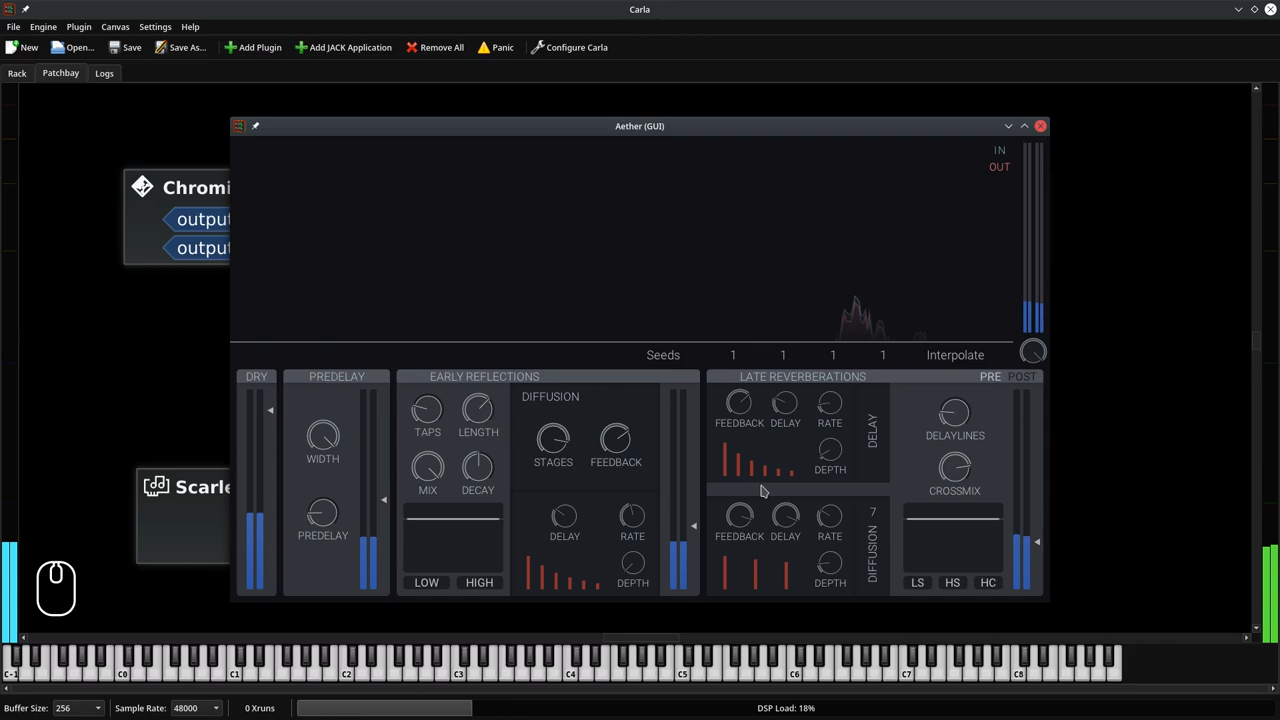 Carla
File Engine Plugin Canvas Settings Help
New Open... Save Save As... Add Plugin Add JACK Application Remove All Panic Configure Carla
Rack Patchbay Logs
Aether (GUI)
IN
OUT
Chromi
output
output
Scarle
Seeds 1 1 1 1 Interpolate
DRY PREDELAY EARLY REFLECTIONS LATE REVERBERATIONS PRE POST
DIFFUSION
TAPS LENGTH
WIDTH
MIX DECAY
STAGES FEEDBACK
PREDELAY
DELAY RATE
DEPTH
LOW HIGH
FEEDBACK DELAY RATE
DEPTH
DELAY
FEEDBACK DELAY RATE
DEPTH
DIFFUSION 7
DELAYLINES
CROSSMIX
LS HS HC
C-1 C0 C1 C2 C3 C4 C5 C6 C7 C8
Buffer Size: 256 Sample Rate: 48000 0 Xruns DSP Load: 18%